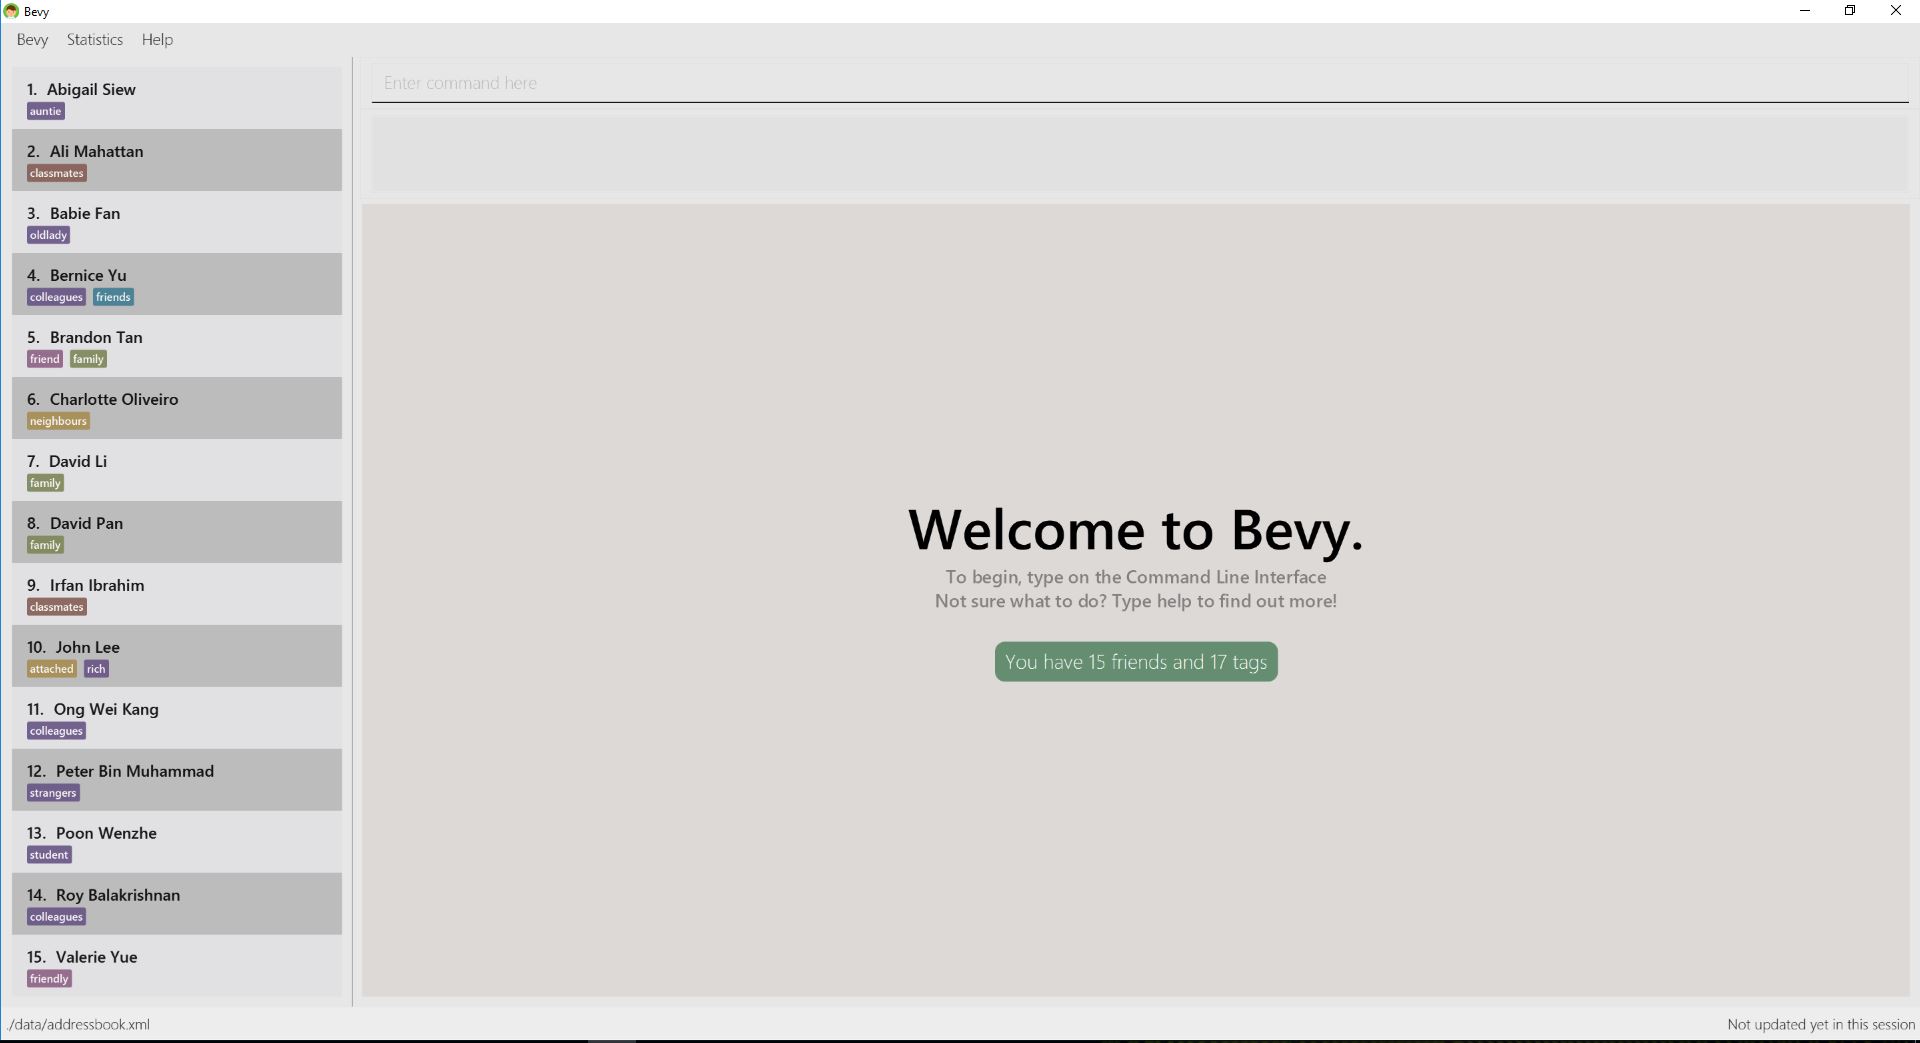 Bevy
Bevy Statistics Help
1. Abigail Siew
auntie
2. Ali Mahattan
classmates
3. Babie Fan
oldlady
4. Bernice Yu
colleagues friends
5. Brandon Tan
friend family
6. Charlotte Oliveiro
neighbours
7. David Li
family
8. David Pan
family
9. Irfan Ibrahim
classmates
10. John Lee
attached rich
11. Ong Wei Kang
colleagues
12. Peter Bin Muhammad
strangers
13. Poon Wenzhe
student
14. Roy Balakrishnan
colleagues
15. Valerie Yue
friendly
Enter command here
Welcome to Bevy.
To begin, type on the Command Line Interface
Not sure what to do? Type help to find out more!
You have 15 friends and 17 tags
./data/addressbook.xml
Not updated yet in this session